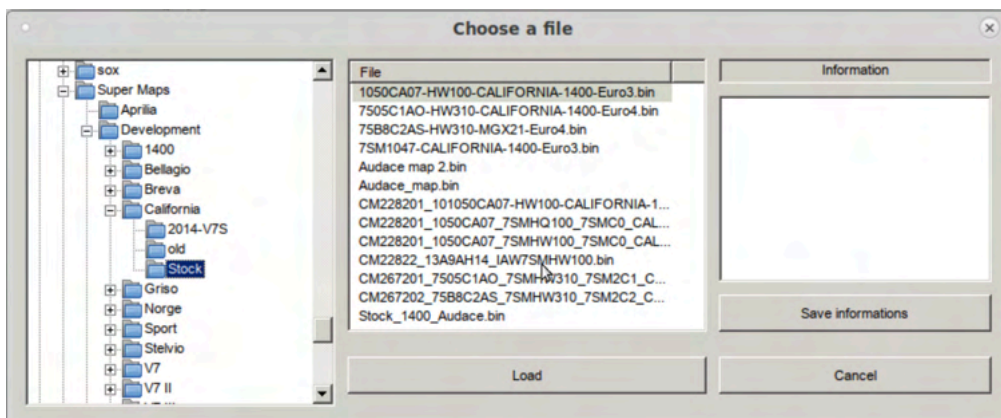 Choose a file
sox
Super Maps
Aprilia
Development
1400
Bellagio
Breva
California
2014-V7S
old
Stock
Griso
Norge
Sport
Stelvio
V7
V7 II
File
1050CA07-HW100-CALIFORNIA-1400-Euro3.bin
7505C1AO-HW310-CALIFORNIA-1400-Euro4.bin
75B8C2AS-HW310-MGX21-Euro4.bin
7SM1047-CALIFORNIA-1400-Euro3.bin
Audace map 2.bin
Audace_map.bin
CM228201_101050CA07-HW100-CALIFORNIA-1...
CM228201_1050CA07_7SMHQ100_7SMC0_CAL...
CM228201_1050CA07_7SMHW100_7SMC0_CAL...
CM22822_13A9AH14_IAW7SMHW100.bin
CM267201_7505C1AO_7SMHW310_7SM2C1_C...
CM267202_75B8C2AS_7SMHW310_7SM2C2_C...
Stock_1400_Audace.bin
Load
Information
Save informations
Cancel